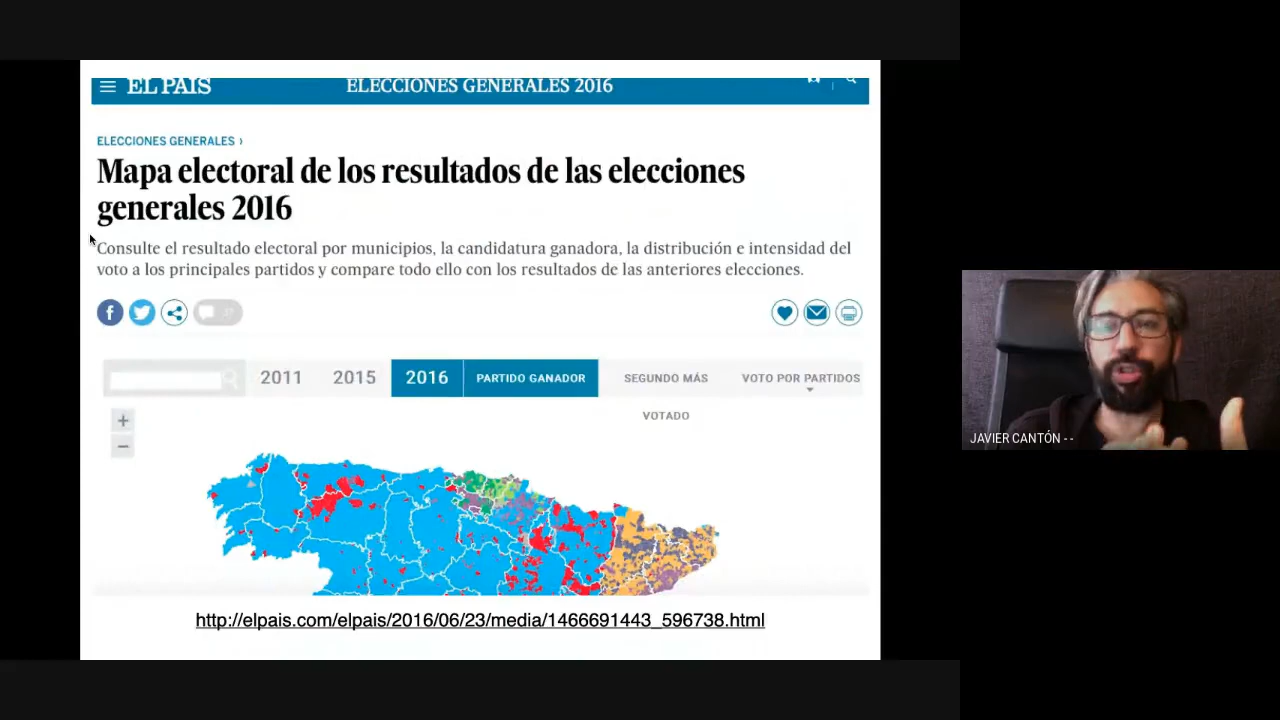 EL PAÍS
ELECCIONES GENERALES 2016
ELECCIONES GENERALES ›
Mapa electoral de los resultados de las elecciones
generales 2016
Consulte el resultado electoral por municipios, la candidatura ganadora, la distribución e intensidad del
voto a los principales partidos y compare todo ello con los resultados de las anteriores elecciones.
2011 2015 2016 PARTIDO GANADOR SEGUNDO MÁS VOTO POR PARTIDOS
VOTADO
+
−
http://elpais.com/elpais/2016/06/23/media/1466691443_596738.html
JAVIER CANTÓN - -